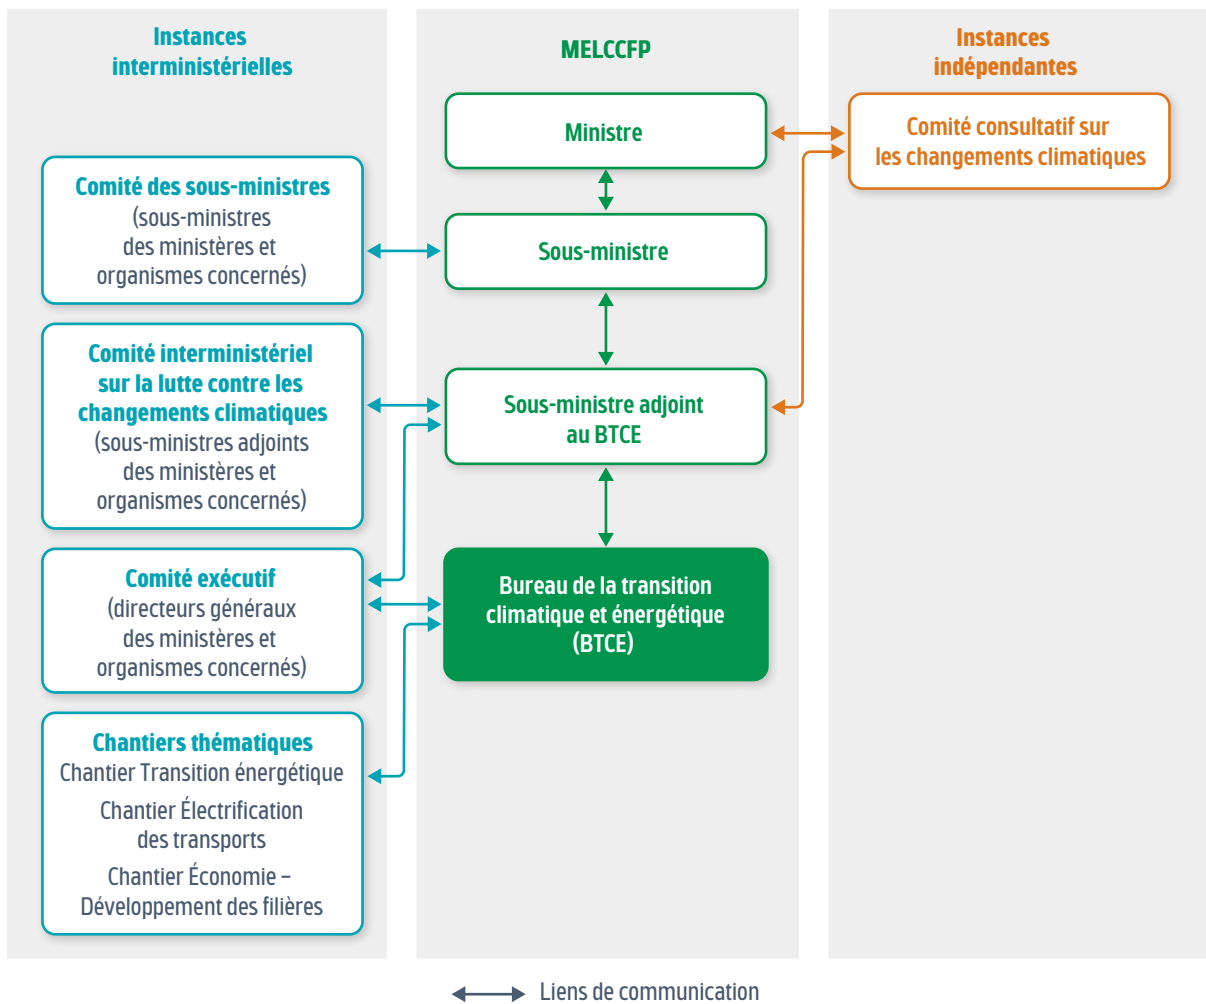 Instances
interministérielles
Comité des sous-ministres
(sous-ministres
des ministères et
organismes concernés)
Comité interministériel
sur la lutte contre les
changements climatiques
(sous-ministres adjoints
des ministères et
organismes concernés)
Comité exécutif
(directeurs généraux
des ministères et
organismes concernés)
Chantiers thématiques
Chantier Transition énergétique
Chantier Électrification
des transports
Chantier Économie –
Développement des filières
MELCCFP
Ministre
Sous-ministre
Sous-ministre adjoint
au BTCE
Bureau de la transition
climatique et énergétique
(BTCE)
Instances
indépendantes
Comité consultatif sur
les changements climatiques
Liens de communication